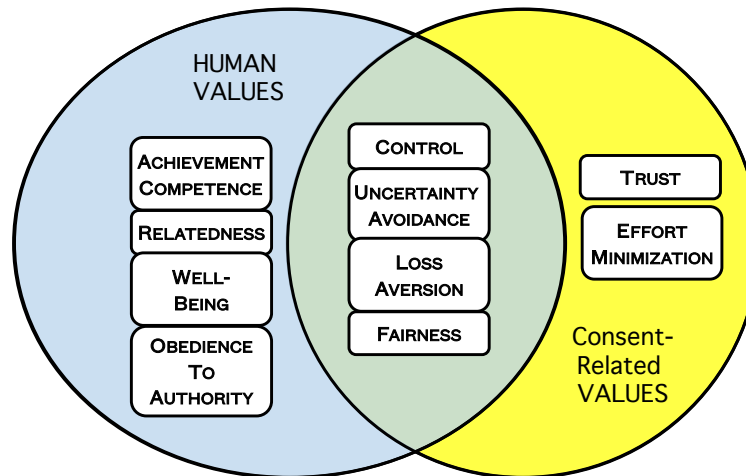 HUMAN
VALUES
ACHIEVEMENT
COMPETENCE
RELATEDNESS
WELL-
BEING
OBEDIENCE
TO
AUTHORITY
CONTROL
UNCERTAINTY
AVOIDANCE
LOSS
AVERSION
FAIRNESS
TRUST
EFFORT
MINIMIZATION
Consent-
Related
VALUES